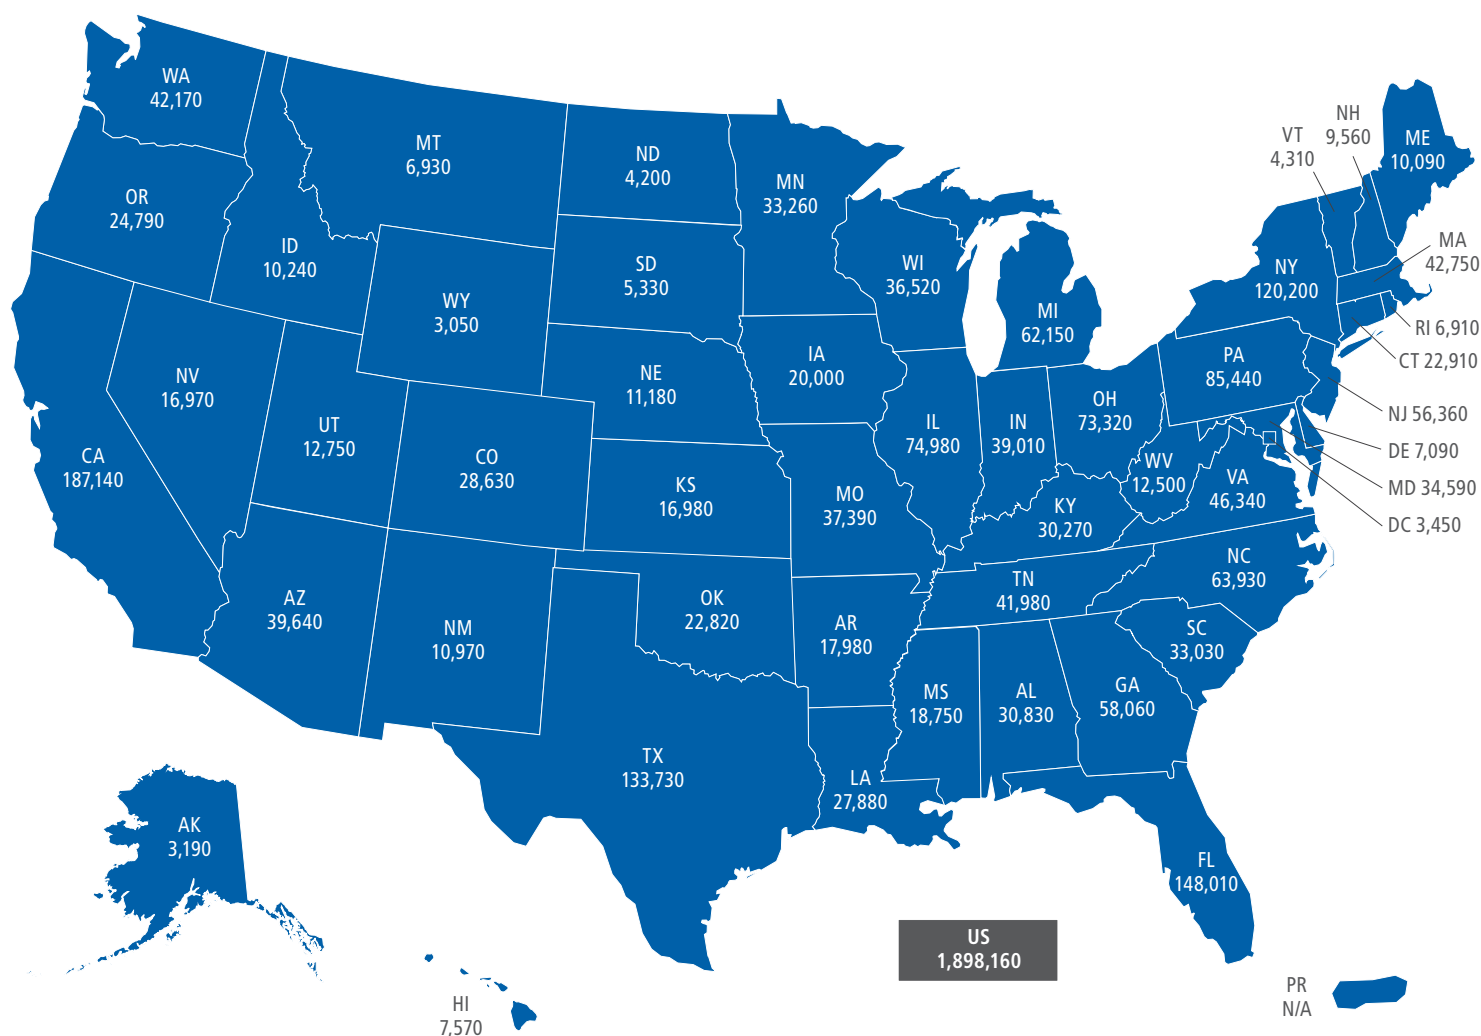 WA
42,170
MT
6,930
ND
4,200
MN
33,260
VT
4,310
NH
9,560
ME
10,090
OR
24,790
ID
10,240
WY
3,050
SD
5,330
WI
36,520
MI
62,150
NY
120,200
MA
42,750
RI 6,910
CT 22,910
NV
16,970
UT
12,750
NE
11,180
IA
20,000
PA
85,440
NJ 56,360
CA
187,140
CO
28,630
KS
16,980
MO
37,390
IL
74,980
IN
39,010
OH
73,320
WV
12,500
VA
46,340
DE 7,090
MD 34,590
DC 3,450
KY
30,270
AZ
39,640
NM
10,970
OK
22,820
AR
17,980
TN
41,980
NC
63,930
SC
33,030
TX
133,730
LA
27,880
MS
18,750
AL
30,830
GA
58,060
FL
148,010
AK
3,190
HI
7,570
US
1,898,160
PR
N/A